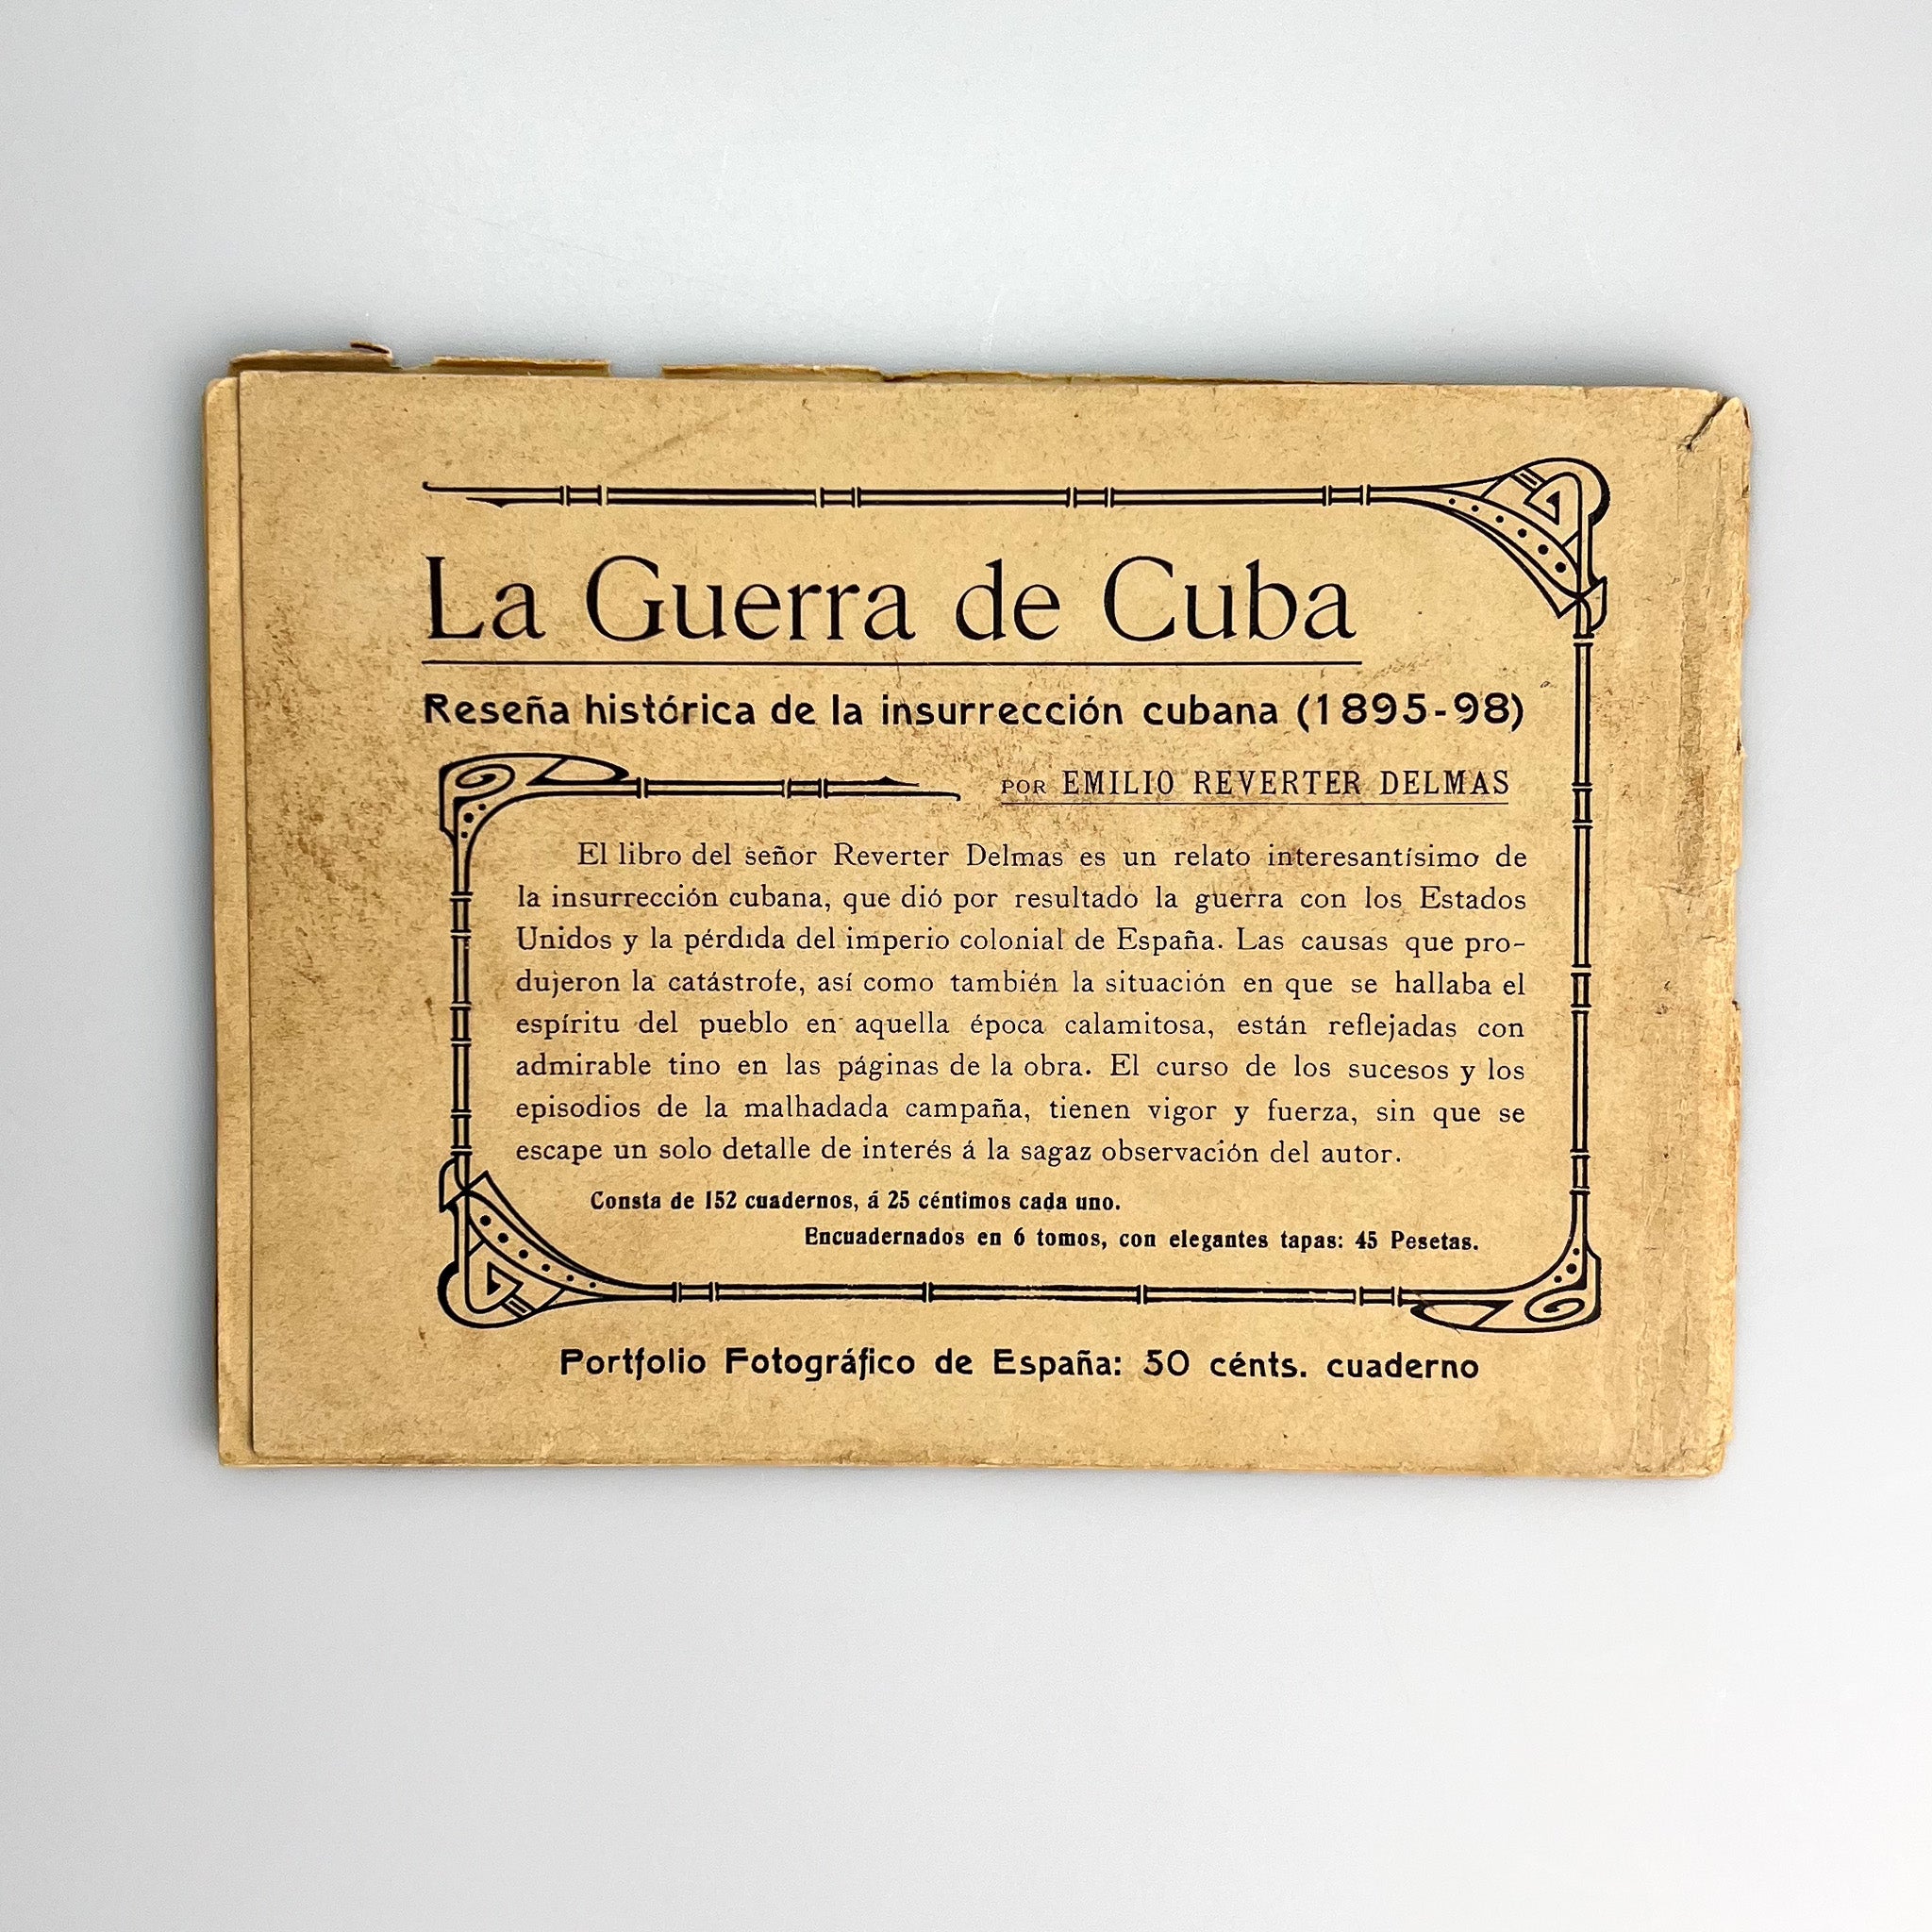 La Guerra de Cuba
Reseña histórica de la insurrección cubana (1895-98)
POR EMILIO REVERTER DELMAS
El libro del señor Reverter Delmas es un relato interesantísimo de
la insurrección cubana, que dió por resultado la guerra con los Estados
Unidos y la pérdida del imperio colonial de España. Las causas que pro-
dujeron la catástrofe, así como también la situación en que se hallaba el
espíritu del pueblo en aquella época calamitosa, están reflejadas con
admirable tino en las páginas de la obra. El curso de los sucesos y los
episodios de la malhadada campaña, tienen vigor y fuerza, sin que se
escape un solo detalle de interés á la sagaz observación del autor.
Consta de 152 cuadernos, á 25 céntimos cada uno.
Encuadernados en 6 tomos, con elegantes tapas: 45 Pesetas.
Portfolio Fotográfico de España: 50 cénts. cuaderno